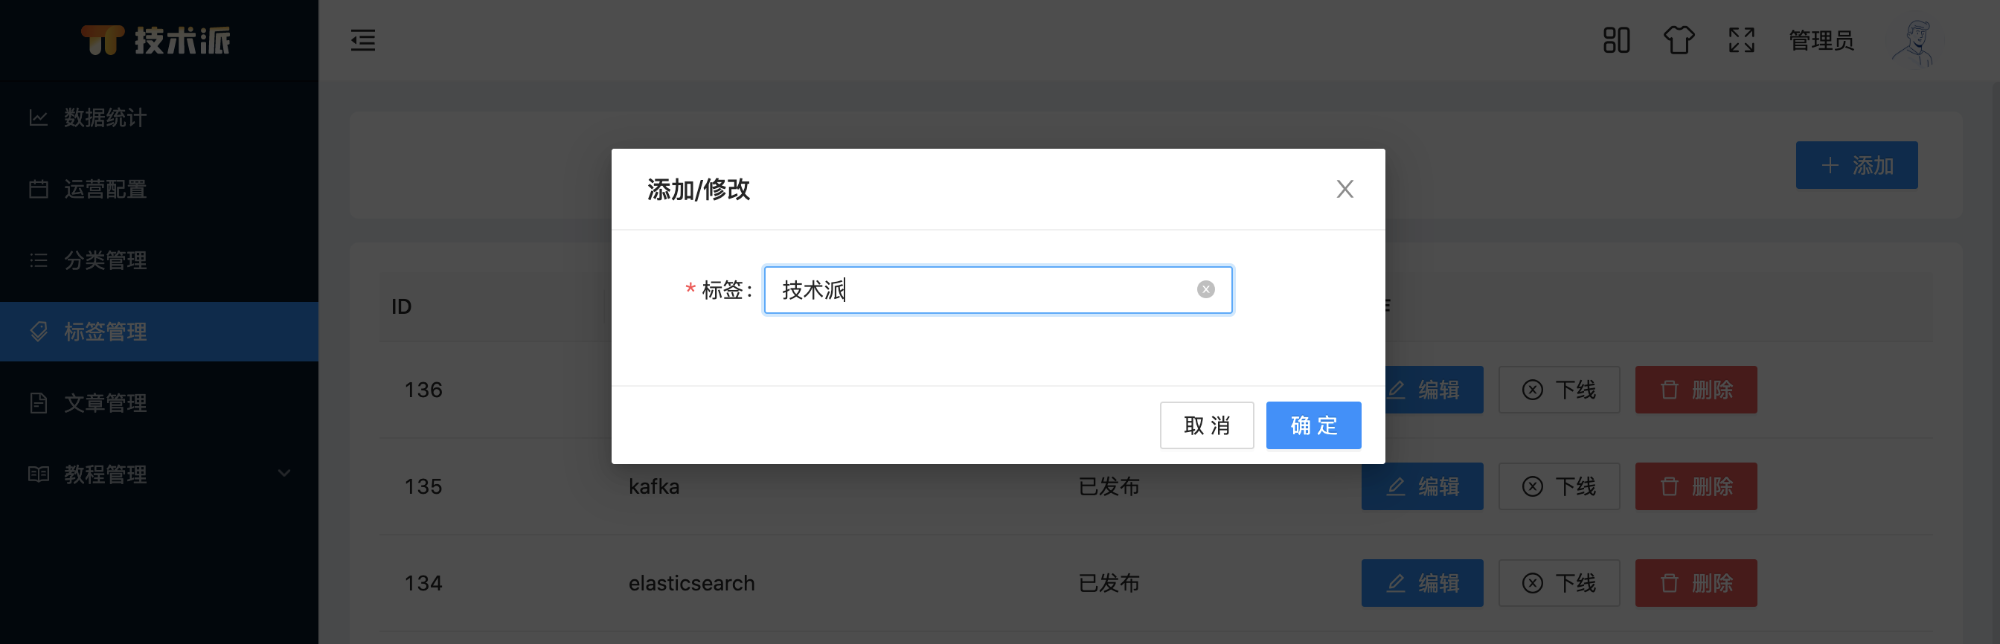 技术派
管理员
数据统计
运营配置
分类管理
标签管理
文章管理
教程管理
添加
添加/修改
* 标签:
技术派
取 消
确 定
ID
136
编辑
下线
删除
135
kafka
已发布
编辑
下线
删除
134
elasticsearch
已发布
编辑
下线
删除